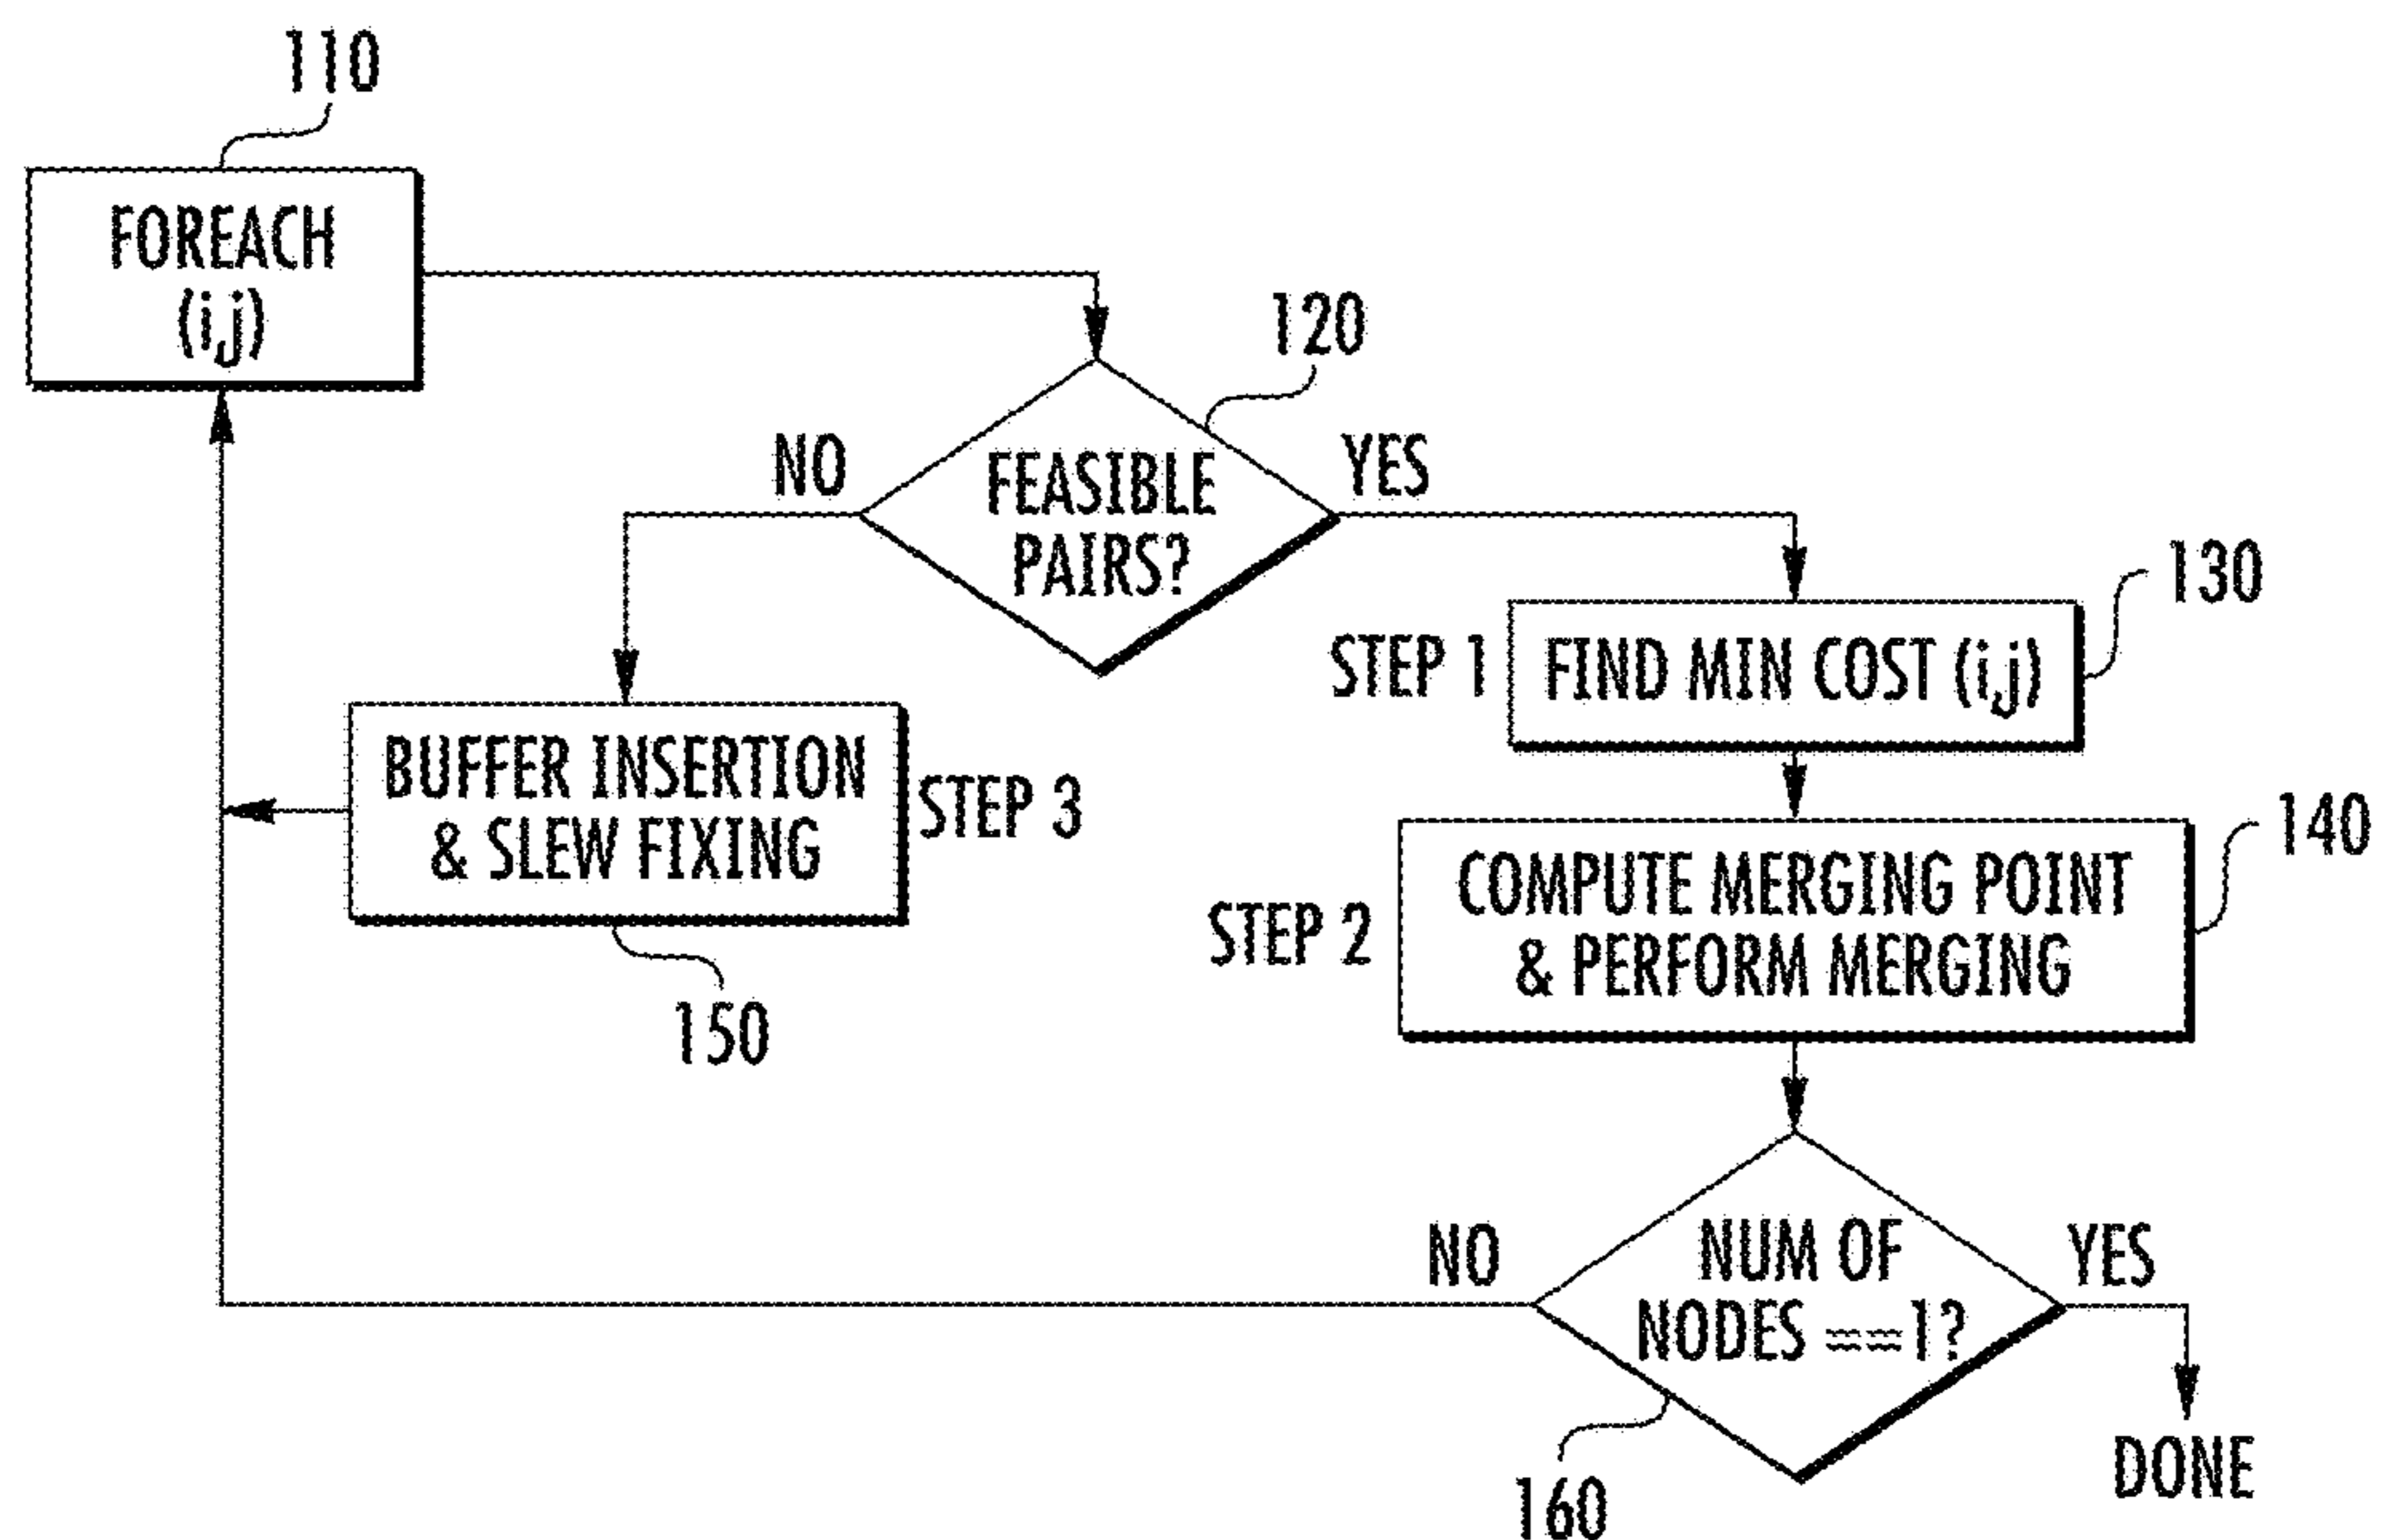 110
FOREACH
(i,j)
120
NO
FEASIBLE
PAIRS?
YES
130
STEP 1
FIND MIN COST (i,j)
BUFFER INSERTION
& SLEW FIXING
STEP 3
150
140
STEP 2
COMPUTE MERGING POINT
& PERFORM MERGING
NO
NUM OF
NODES ==1?
YES
160
DONE